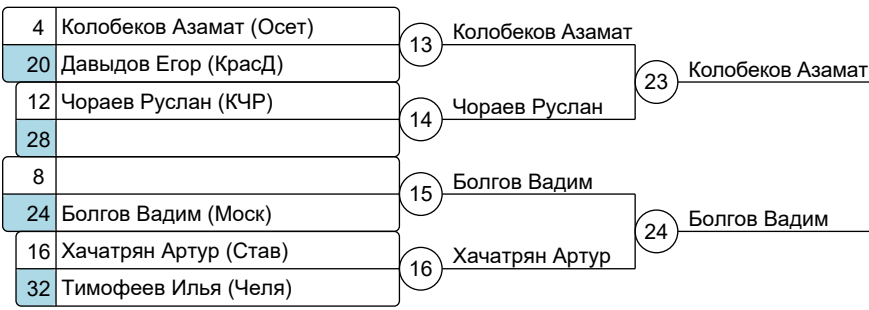 4 Колобеков Азамат (Осет)
20 Давыдов Егор (КрасД)
12 Чораев Руслан (КЧР)
28
8
24 Болгов Вадим (Моск)
16 Хачатрян Артур (Став)
32 Тимофеев Илья (Челя)
13 Колобеков Азамат
14 Чораев Руслан
15 Болгов Вадим
16 Хачатрян Артур
23 Колобеков Азамат
24 Болгов Вадим